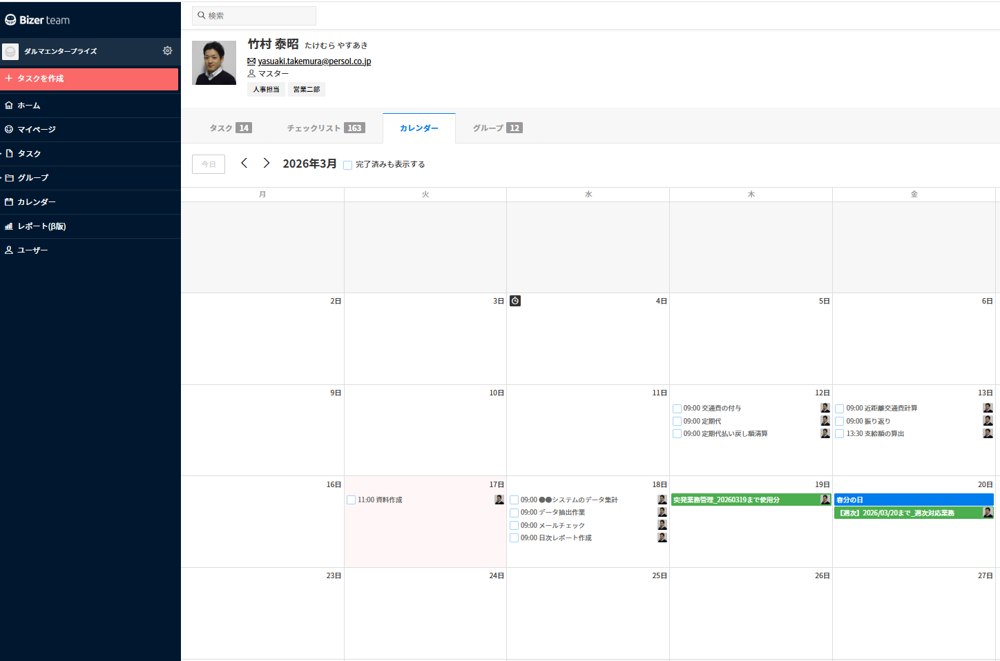 Bizer team
検索
ダルマエンタープライズ
タスクを作成
ホーム
マイページ
タスク
グループ
カレンダー
レポート(β版)
ユーザー
竹村 泰昭 たけむら やすあき
yasuaki.takemura@persol.co.jp
マスター
人事担当 営業二部
タスク 14 チェックリスト 163 カレンダー グループ 12
今日 2026年3月 完了済みも表示する
月 火 水 木 金
2日 3日 4日 5日 6日
9日 10日 11日 12日 13日
09:00 交通費の付与
09:00 定期代
09:00 定期代払い戻し額清算
09:00 近距離交通費計算
09:00 振り返り
13:30 支給額の算出
16日 17日 18日 19日 20日
11:00 資料作成
09:00 ●●システムのデータ集計
09:00 データ抽出作業
09:00 メールチェック
09:00 日次レポート作成
突発業務管理_20260319まで使用分
春分の日
【週次】2026/03/20まで_週次対応業務
23日 24日 25日 26日 27日